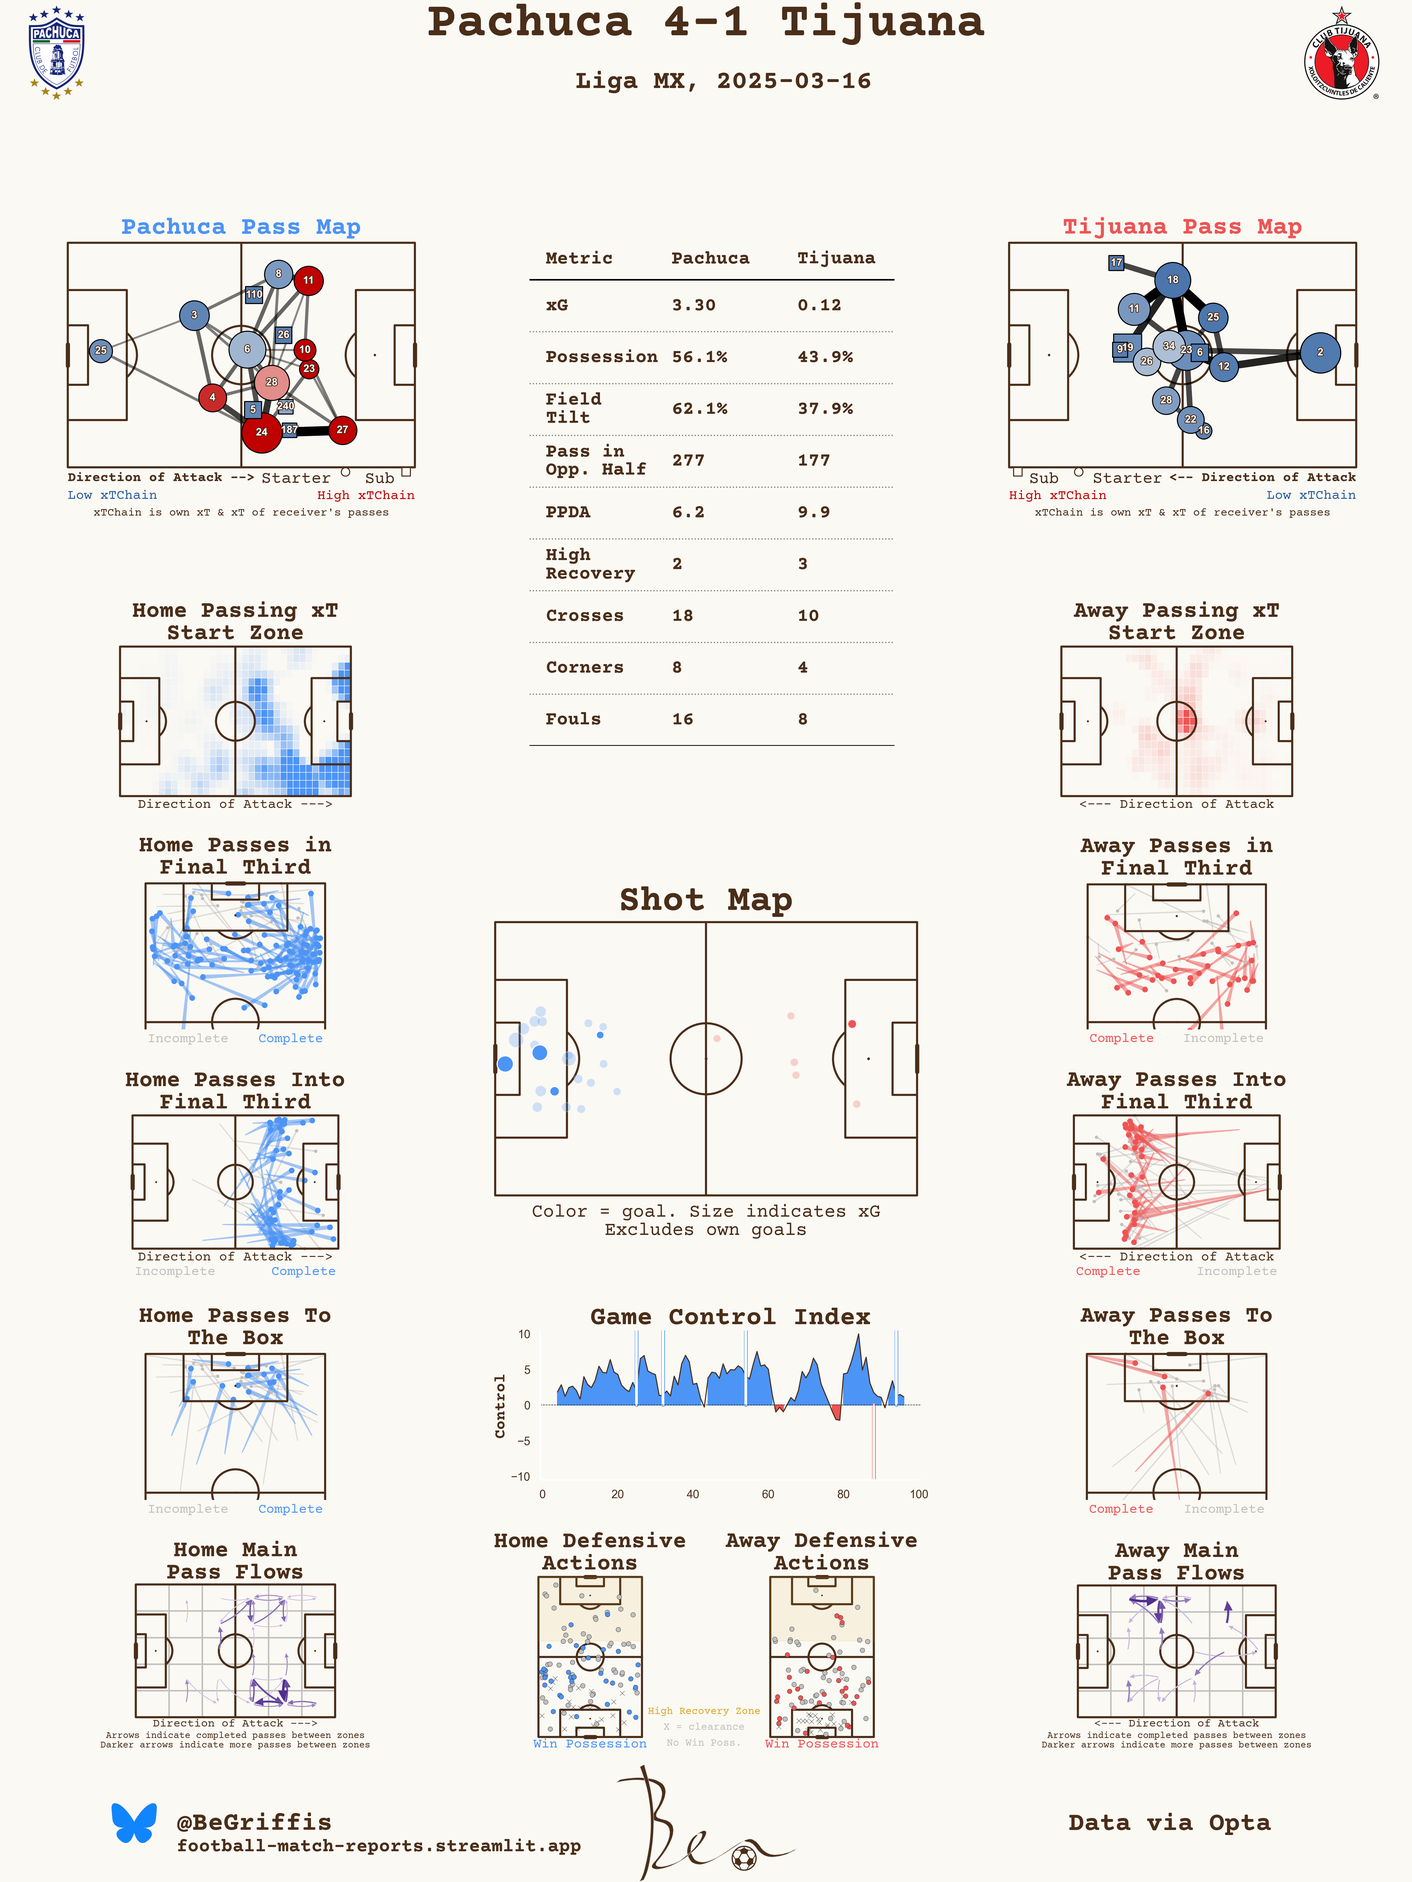 Pachuca 4-1 Tijuana
Liga MX, 2025-03-16
PACHUCA
CLUB DE FUTBOL
CLUB TIJUANA
XOLOITZCUINTLES DE CALIENTE
®
Pachuca Pass Map
8
11
110
3
26
25
6
10
23
28
4
5
240
24
187
27
Direction of Attack --> Starter Sub
Low xTChain High xTChain
xTChain is own xT & xT of receiver's passes
Metric Pachuca Tijuana
xG 3.30 0.12
Possession 56.1% 43.9%
Field
Tilt 62.1% 37.9%
Pass in
Opp. Half 277 177
PPDA 6.2 9.9
High
Recovery 2 3
Crosses 18 10
Corners 8 4
Fouls 16 8
Tijuana Pass Map
17
18
11
25
9
19
34
23
6
2
26
12
28
22
16
Sub Starter <-- Direction of Attack
High xTChain Low xTChain
xTChain is own xT & xT of receiver's passes
Home Passing xT
Start Zone
Direction of Attack --->
Away Passing xT
Start Zone
<--- Direction of Attack
Home Passes in
Final Third
Incomplete Complete
Away Passes in
Final Third
Complete Incomplete
Shot Map
Color = goal. Size indicates xG
Excludes own goals
Home Passes Into
Final Third
Direction of Attack --->
Incomplete Complete
Away Passes Into
Final Third
<--- Direction of Attack
Complete Incomplete
Home Passes To
The Box
Incomplete Complete
Game Control Index
Control
10
5
0
−5
−10
0 20 40 60 80 100
Away Passes To
The Box
Complete Incomplete
Home Main
Pass Flows
Direction of Attack --->
Arrows indicate completed passes between zones
Darker arrows indicate more passes between zones
Home Defensive
Actions
Win Possession
High Recovery Zone
X = clearance
No Win Poss.
Away Defensive
Actions
Win Possession
Away Main
Pass Flows
<--- Direction of Attack
Arrows indicate completed passes between zones
Darker arrows indicate more passes between zones
@BeGriffis
football-match-reports.streamlit.app
Ben
Data via Opta